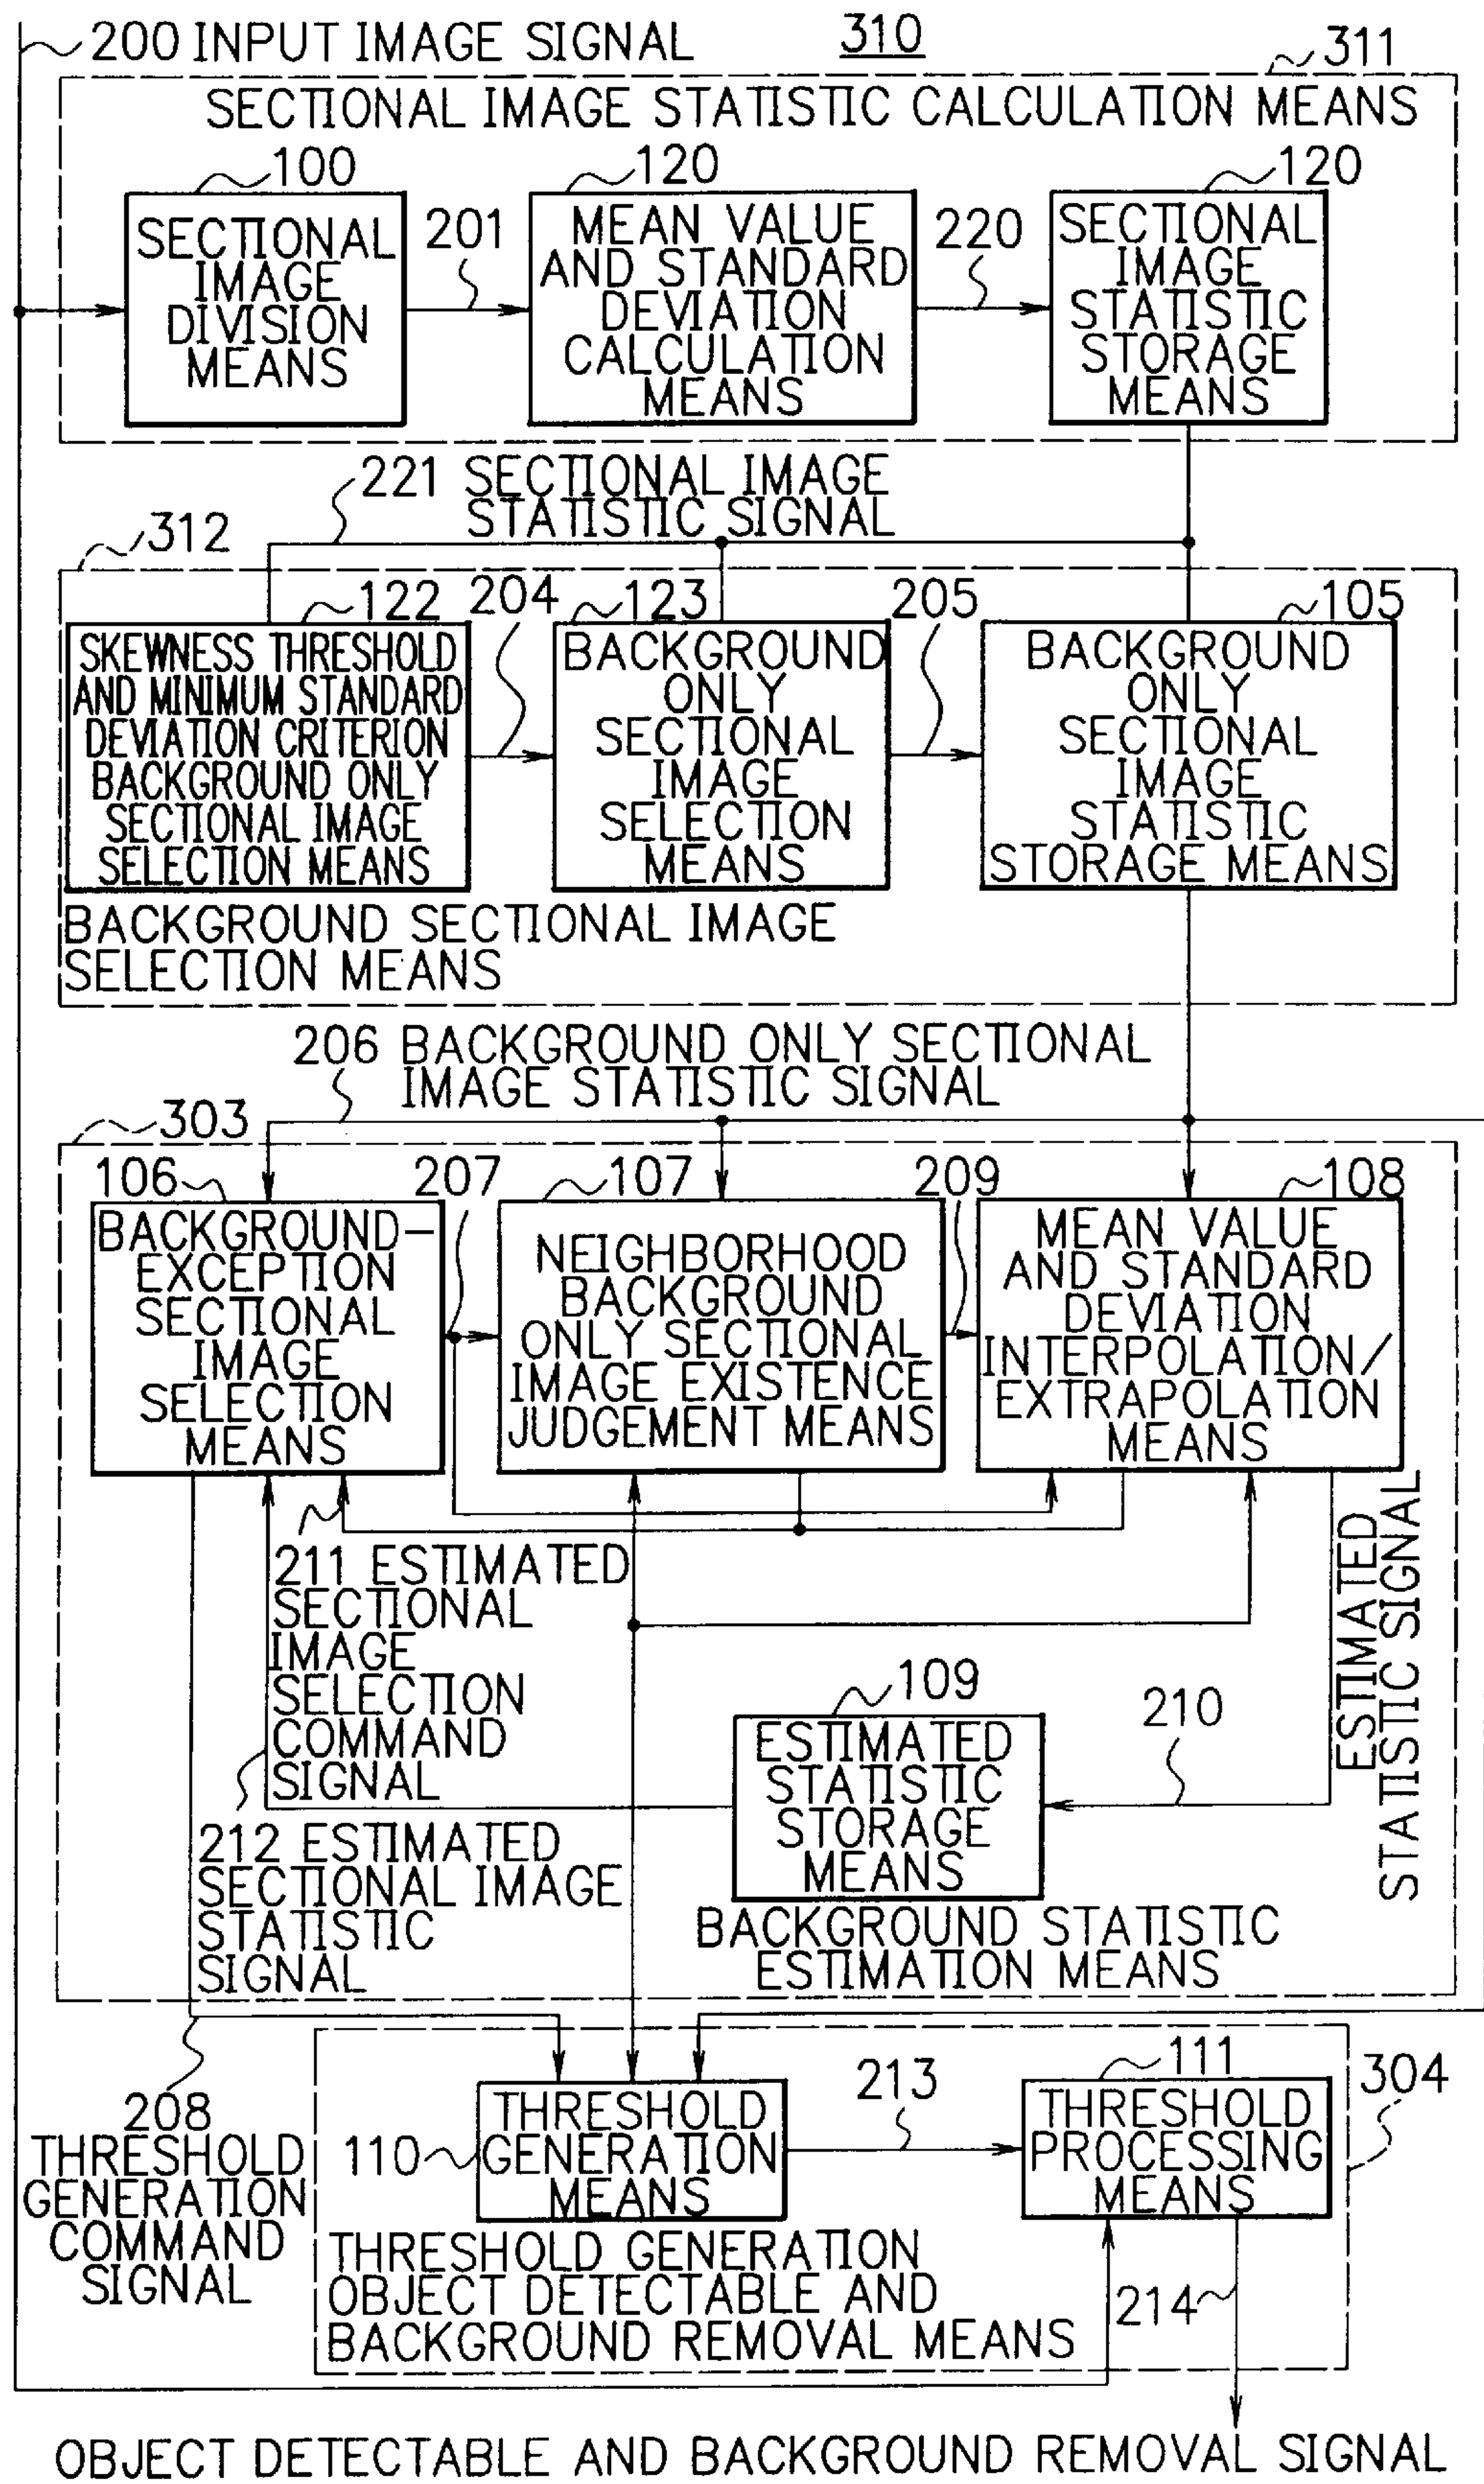 200 INPUT IMAGE SIGNAL
310
311
SECTIONAL IMAGE STATISTIC CALCULATION MEANS
100
SECTIONAL
IMAGE
DIVISION
MEANS
201
120
MEAN VALUE
AND STANDARD
DEVIATION
CALCULATION
MEANS
220
120
SECTIONAL
IMAGE
STATISTIC
STORAGE
MEANS
221 SECTIONAL IMAGE
STATISTIC SIGNAL
312
122
SKEWNESS THRESHOLD
AND MINIMUM STANDARD
DEVIATION CRITERION
BACKGROUND ONLY
SECTIONAL IMAGE
SELECTION MEANS
204
123
BACKGROUND
ONLY
SECTIONAL
IMAGE
SELECTION
MEANS
205
105
BACKGROUND
ONLY
SECTIONAL
IMAGE
STATISTIC
STORAGE MEANS
BACKGROUND SECTIONAL IMAGE
SELECTION MEANS
206 BACKGROUND ONLY SECTIONAL
IMAGE STATISTIC SIGNAL
303
106
BACKGROUND-
EXCEPTION
SECTIONAL
IMAGE
SELECTION
MEANS
207
107
NEIGHBORHOOD
BACKGROUND
ONLY SECTIONAL
IMAGE EXISTENCE
JUDGEMENT MEANS
209
108
MEAN VALUE
AND STANDARD
DEVIATION
INTERPOLATION/
EXTRAPOLATION
MEANS
211 ESTIMATED
SECTIONAL
IMAGE
SELECTION
COMMAND
SIGNAL
ESTIMATED
STATISTIC SIGNAL
109
ESTIMATED
STATISTIC
STORAGE
MEANS
210
212 ESTIMATED
SECTIONAL IMAGE
STATISTIC
SIGNAL
BACKGROUND STATISTIC
ESTIMATION MEANS
208
THRESHOLD
GENERATION
COMMAND
SIGNAL
110
THRESHOLD
GENERATION
MEANS
213
111
THRESHOLD
PROCESSING
MEANS
304
THRESHOLD GENERATION
OBJECT DETECTABLE AND
BACKGROUND REMOVAL MEANS
214
OBJECT DETECTABLE AND BACKGROUND REMOVAL SIGNAL